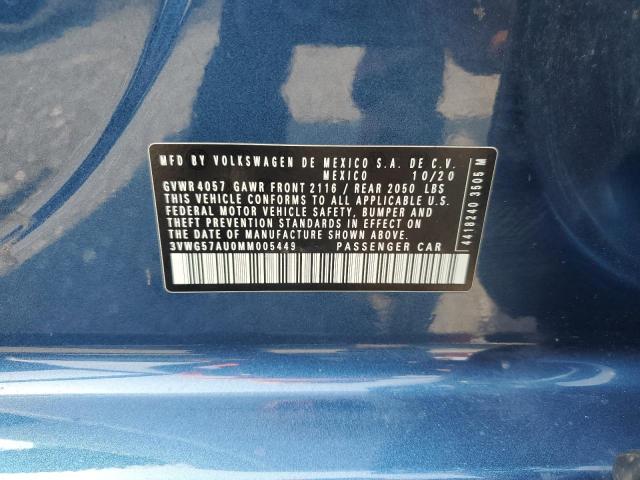 MFD BY VOLKSWAGEN DE MEXICO S.A. DE C.V.
MEXICO 10/20
GVWR 4057 GAWR FRONT 2116 / REAR 2050 LBS
THIS VEHICLE CONFORMS TO ALL APPLICABLE U.S.
FEDERAL MOTOR VEHICLE SAFETY, BUMPER AND
THEFT PREVENTION STANDARDS IN EFFECT ON
THE DATE OF MANUFACTURE SHOWN ABOVE.
3VWG57AU0MM005449 PASSENGER CAR
4418240 3505 M